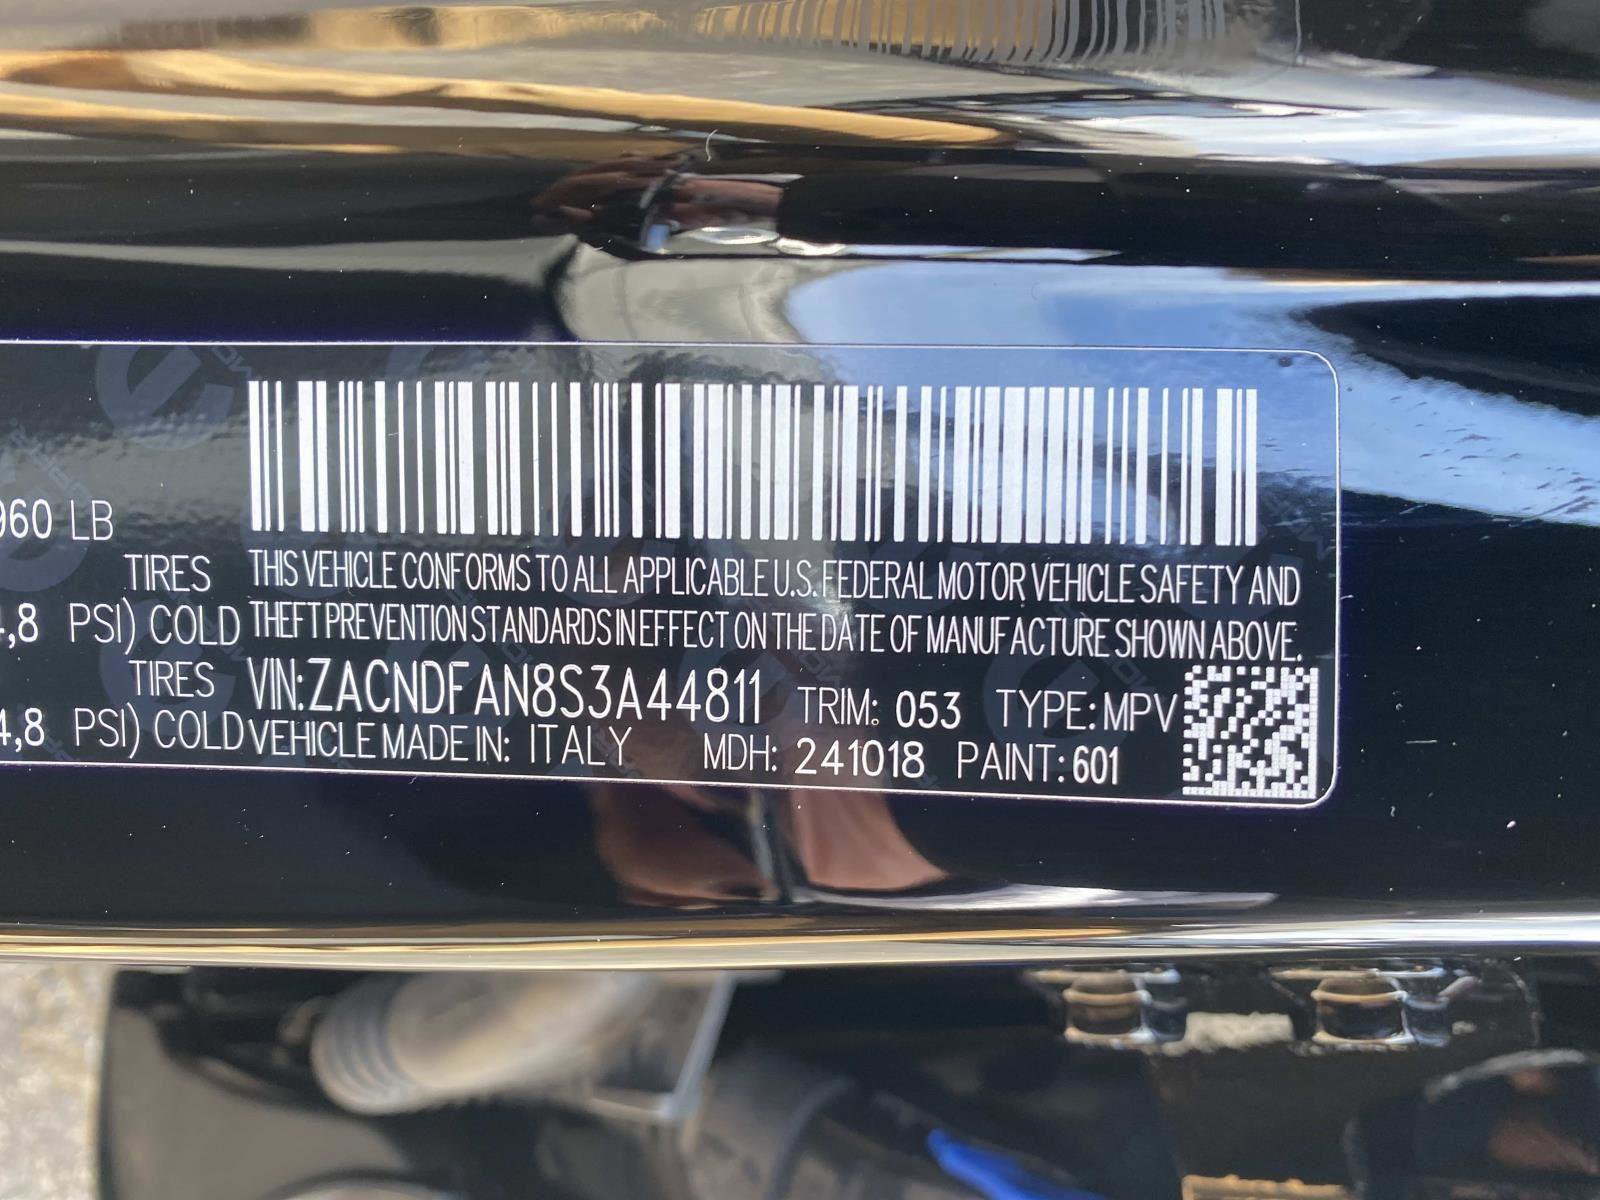 960 LB
TIRES
4,8 PSI) COLD
TIRES
4,8 PSI) COLD
THIS VEHICLE CONFORMS TO ALL APPLICABLE U.S. FEDERAL MOTOR VEHICLE SAFETY AND
THEFT PREVENTION STANDARDS IN EFFECT ON THE DATE OF MANUFACTURE SHOWN ABOVE.
VIN:ZACNDFAN8S3A44811 TRIM: 053 TYPE:MPV
VEHICLE MADE IN: ITALY MDH: 241018 PAINT:601